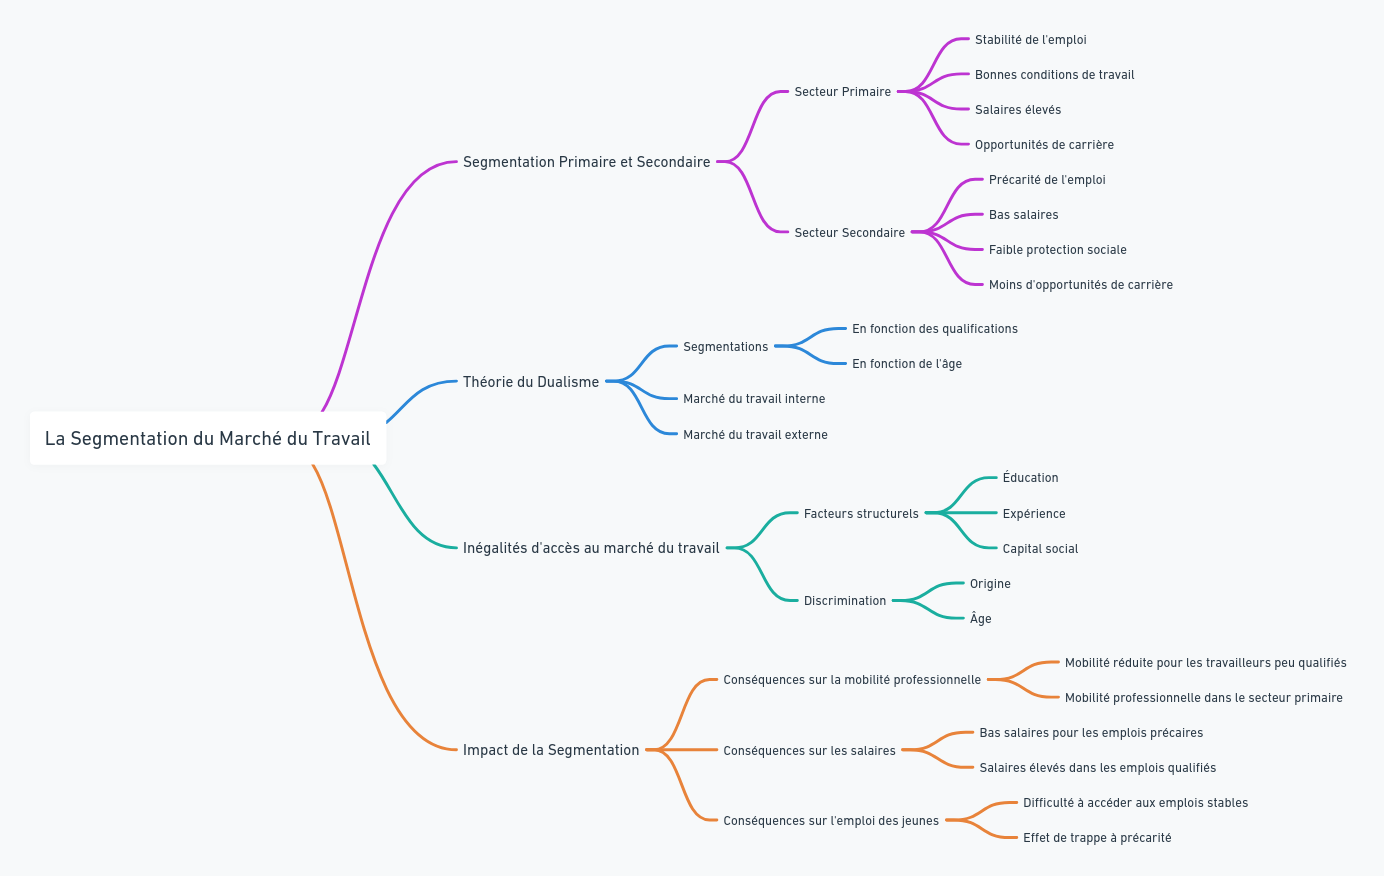 La Segmentation du Marché du Travail
Segmentation Primaire et Secondaire
Secteur Primaire
Stabilité de l'emploi
Bonnes conditions de travail
Salaires élevés
Opportunités de carrière
Secteur Secondaire
Précarité de l'emploi
Bas salaires
Faible protection sociale
Moins d'opportunités de carrière
Théorie du Dualisme
Segmentations
En fonction des qualifications
En fonction de l'âge
Marché du travail interne
Marché du travail externe
Inégalités d'accès au marché du travail
Facteurs structurels
Éducation
Expérience
Capital social
Discrimination
Origine
Âge
Impact de la Segmentation
Conséquences sur la mobilité professionnelle
Mobilité réduite pour les travailleurs peu qualifiés
Mobilité professionnelle dans le secteur primaire
Conséquences sur les salaires
Bas salaires pour les emplois précaires
Salaires élevés dans les emplois qualifiés
Conséquences sur l'emploi des jeunes
Difficulté à accéder aux emplois stables
Effet de trappe à précarité